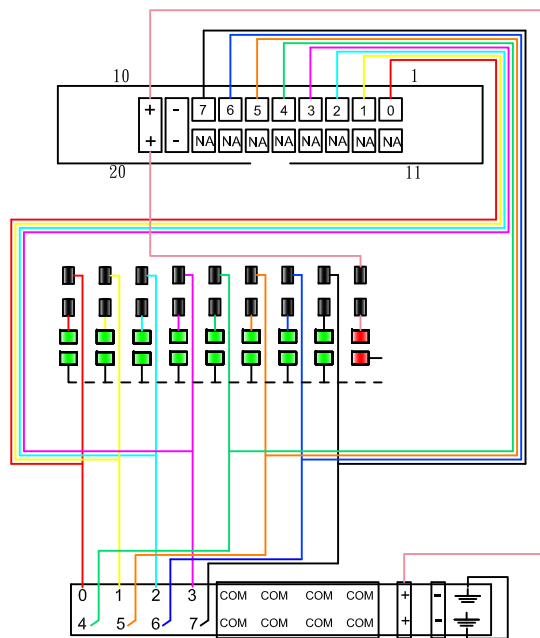 10 1
+ - 7 6 5 4 3 2 1 0
+ - NA NA NA NA NA NA NA NA
20 11
0 1 2 3 COM COM COM COM + -
4 5 6 7 COM COM COM COM + -